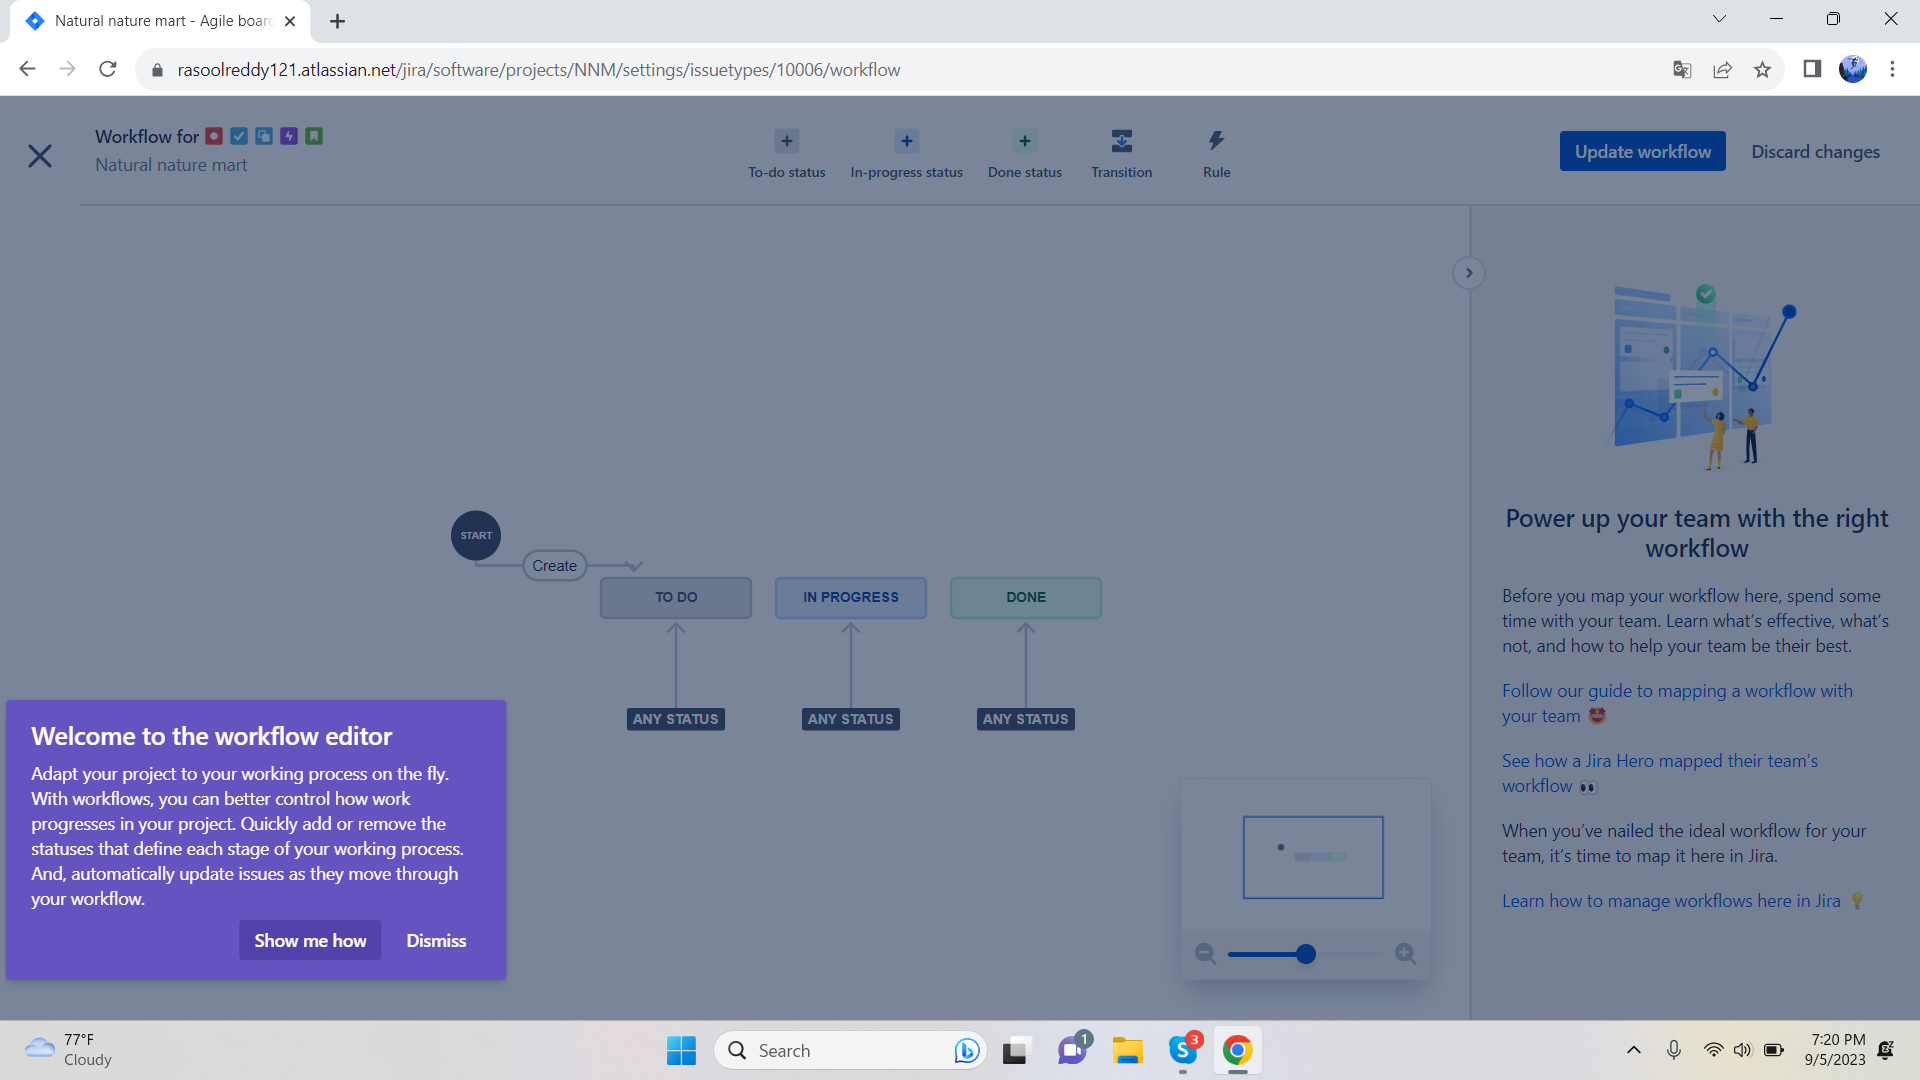 Natural nature mart - Agile boar
rasoolreddy121.atlassian.net/jira/software/projects/NNM/settings/issuetypes/10006/workflow
Workflow for
Natural nature mart
To-do status
In-progress status
Done status
Transition
Rule
Update workflow
Discard changes
START
Create
TO DO
IN PROGRESS
DONE
ANY STATUS
ANY STATUS
ANY STATUS
Power up your team with the right
workflow
Before you map your workflow here, spend some
time with your team. Learn what's effective, what's
not, and how to help your team be their best.
Follow our guide to mapping a workflow with
your team 🤩
See how a Jira Hero mapped their team's
workflow 👀
When you've nailed the ideal workflow for your
team, it's time to map it here in Jira.
Learn how to manage workflows here in Jira 💡
Welcome to the workflow editor
Adapt your project to your working process on the fly.
With workflows, you can better control how work
progresses in your project. Quickly add or remove the
statuses that define each stage of your working process.
And, automatically update issues as they move through
your workflow.
Show me how
Dismiss
77°F
Cloudy
Search
1
3
7:20 PM
9/5/2023